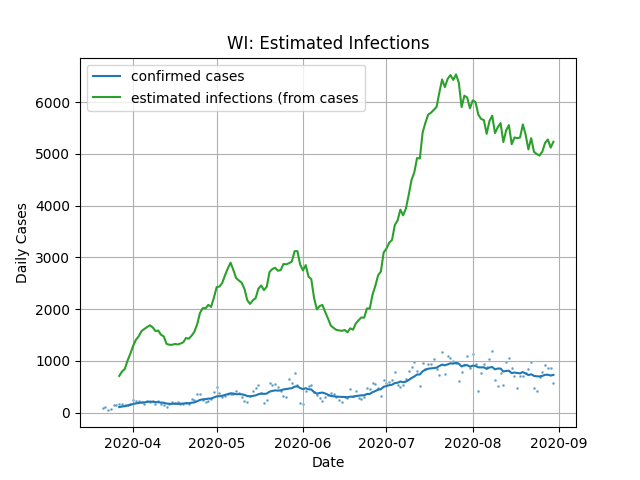 WI: Estimated Infections
confirmed cases
estimated infections (from cases
Daily Cases
6000
5000
4000
3000
2000
1000
0
2020-04 2020-05 2020-06 2020-07 2020-08 2020-09
Date